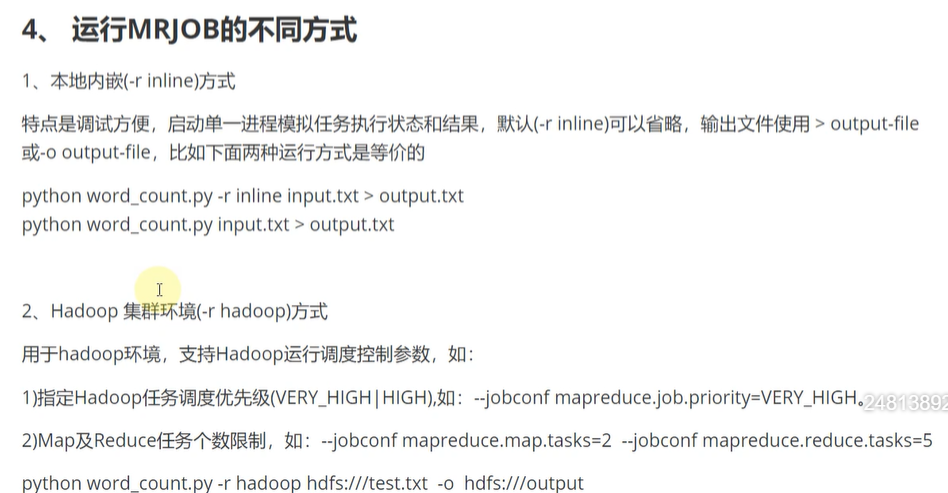 4、 运行MRJOB的不同方式
1、本地内嵌(-r inline)方式
特点是调试方便，启动单一进程模拟任务执行状态和结果，默认(-r inline)可以省略，输出文件使用 > output-file
或-o output-file，比如下面两种运行方式是等价的
python word_count.py -r inline input.txt > output.txt
python word_count.py input.txt > output.txt
2、Hadoop 集群环境(-r hadoop)方式
用于hadoop环境，支持Hadoop运行调度控制参数，如：
1)指定Hadoop任务调度优先级(VERY_HIGH|HIGH),如：--jobconf mapreduce.job.priority=VERY_HIGH。
24813892
2)Map及Reduce任务个数限制，如：--jobconf mapreduce.map.tasks=2 --jobconf mapreduce.reduce.tasks=5
python word_count.py -r hadoop hdfs:///test.txt -o hdfs:///output